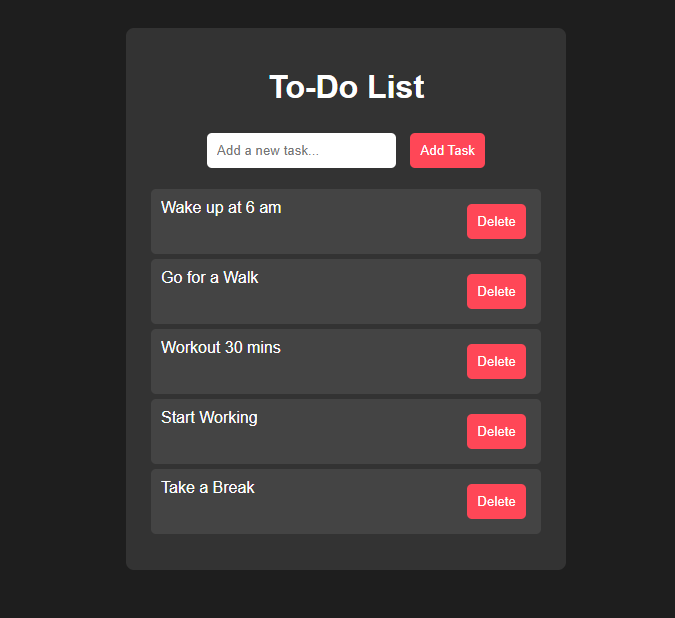 To-Do List
Add a new task... Add Task
Wake up at 6 am Delete
Go for a Walk Delete
Workout 30 mins Delete
Start Working Delete
Take a Break Delete